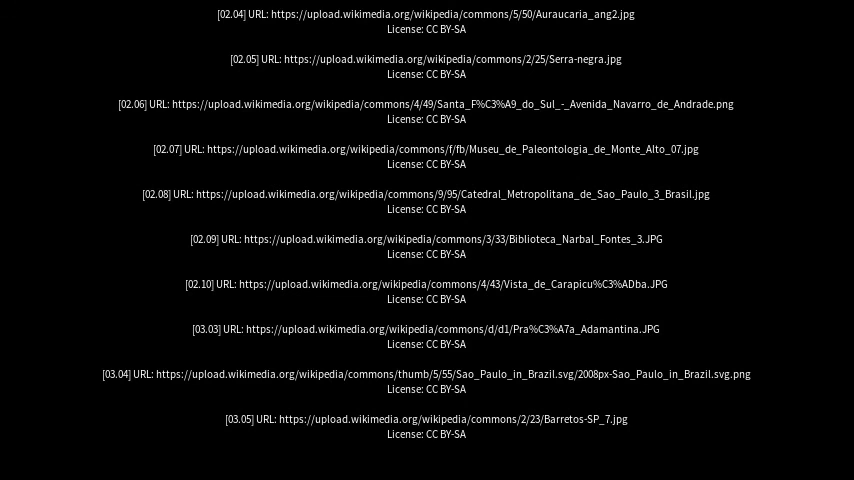 [02.04] URL: https://upload.wikimedia.org/wikipedia/commons/5/50/Auraucaria_ang2.jpg
License: CC BY-SA
[02.05] URL: https://upload.wikimedia.org/wikipedia/commons/2/25/Serra-negra.jpg
License: CC BY-SA
[02.06] URL: https://upload.wikimedia.org/wikipedia/commons/4/49/Santa_F%C3%A9_do_Sul_-_Avenida_Navarro_de_Andrade.png
License: CC BY-SA
[02.07] URL: https://upload.wikimedia.org/wikipedia/commons/f/fb/Museu_de_Paleontologia_de_Monte_Alto_07.jpg
License: CC BY-SA
[02.08] URL: https://upload.wikimedia.org/wikipedia/commons/9/95/Catedral_Metropolitana_de_Sao_Paulo_3_Brasil.jpg
License: CC BY-SA
[02.09] URL: https://upload.wikimedia.org/wikipedia/commons/3/33/Biblioteca_Narbal_Fontes_3.JPG
License: CC BY-SA
[02.10] URL: https://upload.wikimedia.org/wikipedia/commons/4/43/Vista_de_Carapicu%C3%ADba.JPG
License: CC BY-SA
[03.03] URL: https://upload.wikimedia.org/wikipedia/commons/d/d1/Pra%C3%A7a_Adamantina.JPG
License: CC BY-SA
[03.04] URL: https://upload.wikimedia.org/wikipedia/commons/thumb/5/55/Sao_Paulo_in_Brazil.svg/2008px-Sao_Paulo_in_Brazil.svg.png
License: CC BY-SA
[03.05] URL: https://upload.wikimedia.org/wikipedia/commons/2/23/Barretos-SP_7.jpg
License: CC BY-SA